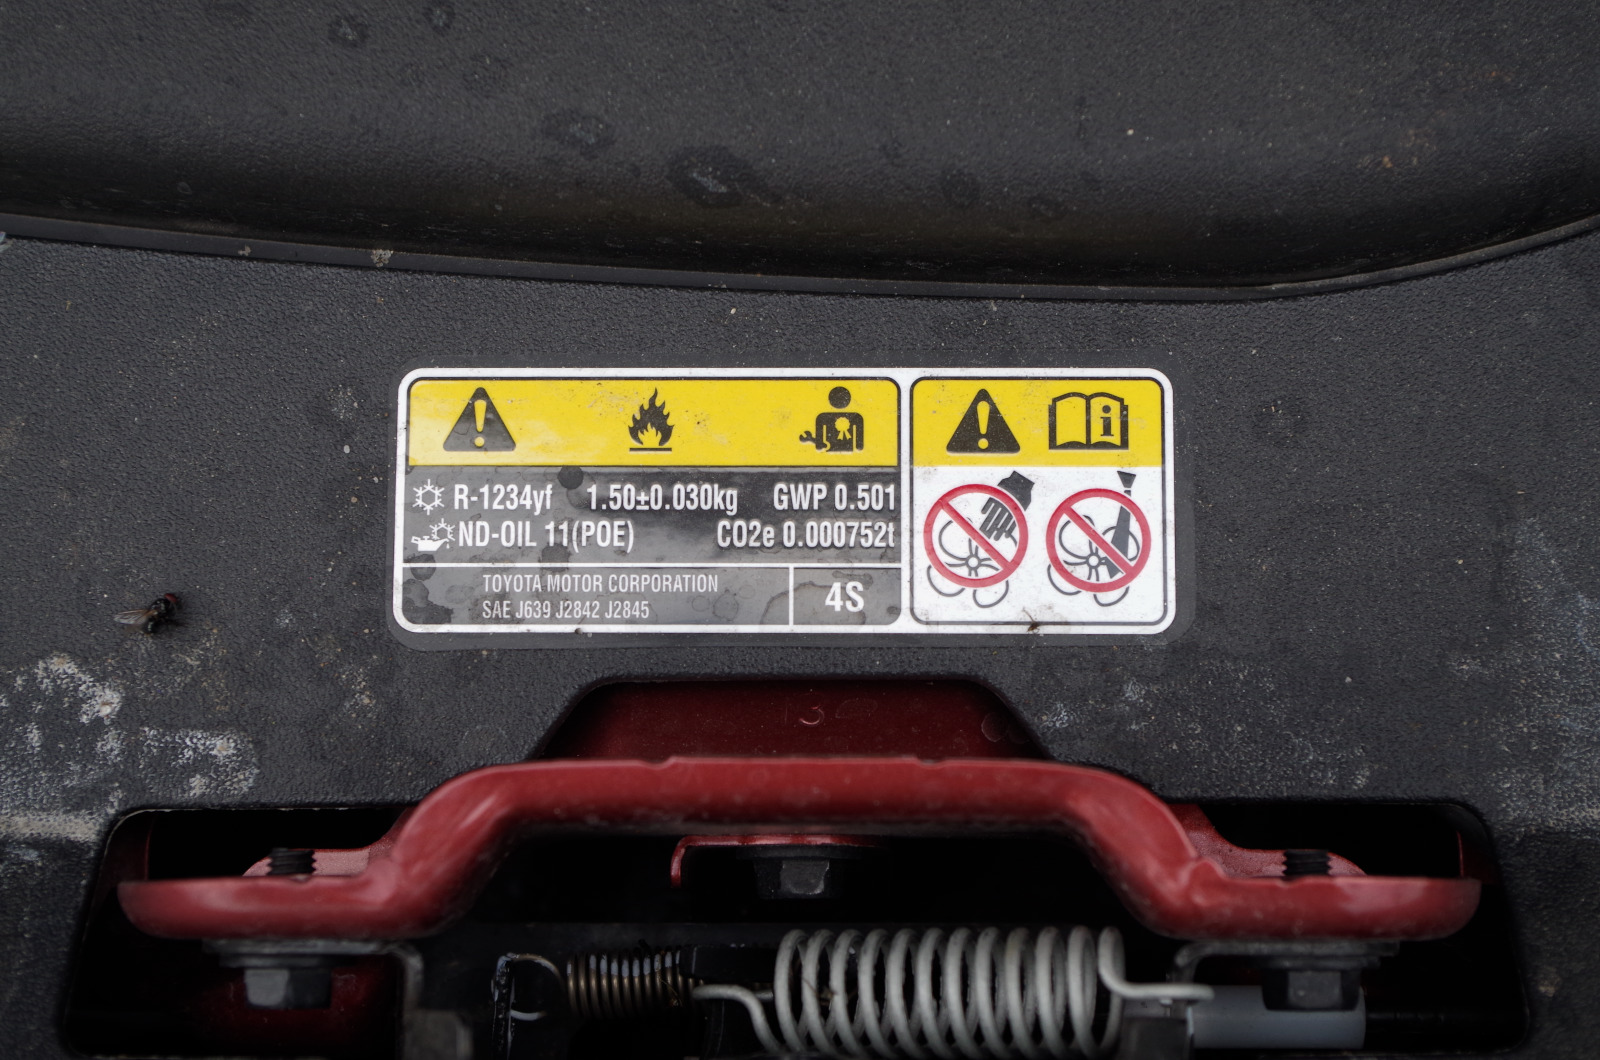 R-1234yf 1.50±0.030kg GWP 0.501
ND-OIL 11(POE) CO2e 0.000752t
TOYOTA MOTOR CORPORATION
SAE J639 J2842 J2845
4S
13